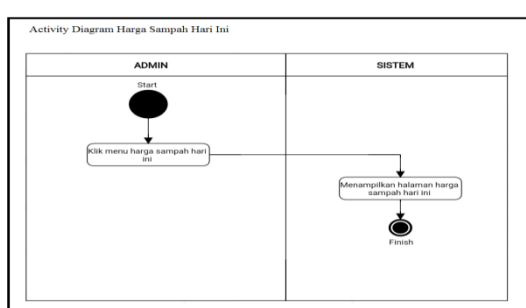 Activity Diagram Harga Sampah Hari Ini
ADMIN
SISTEM
Start
Klik menu harga sampah hari
ini
Menampilkan halaman harga
sampah hari ini
Finish